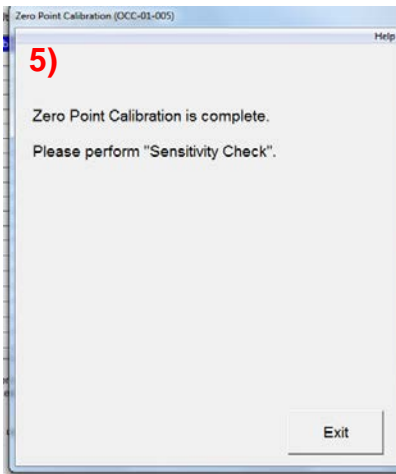 Zero Point Calibration (OCC-01-005)
Help
5)
Zero Point Calibration is complete.
Please perform "Sensitivity Check".
Exit